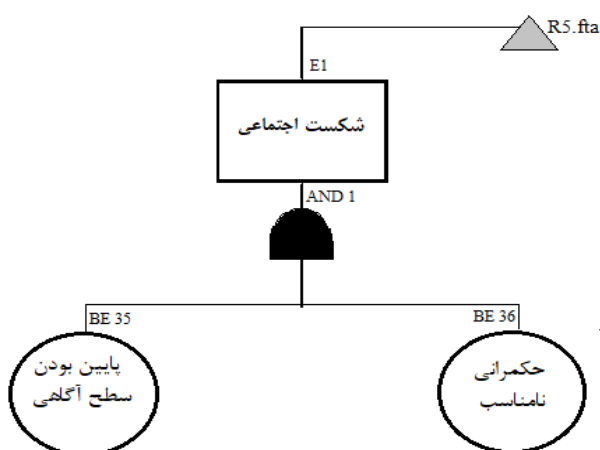 R5.fta
E1
شکست اجتماعی
AND 1
BE 35
BE 36
پایین بودن
سطح آگاهی
حکمرانی
نامناسب